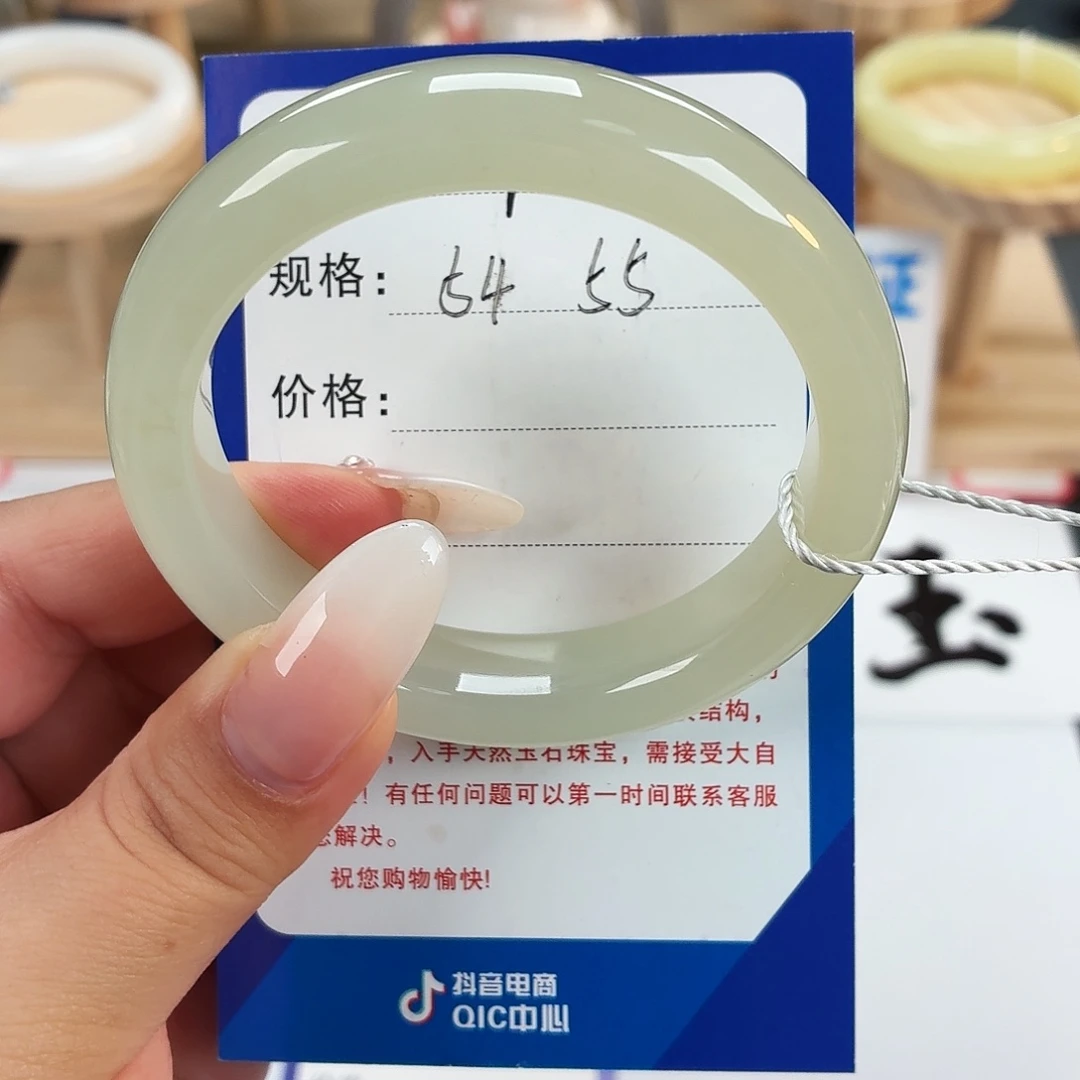 规格: 54 55
价格:
结构，
，入手天然玉石珠宝，需接受大自
！有任何问题可以第一时间联系客服
解决。
祝您购物愉快!
抖音电商
QIC中心
玉
证